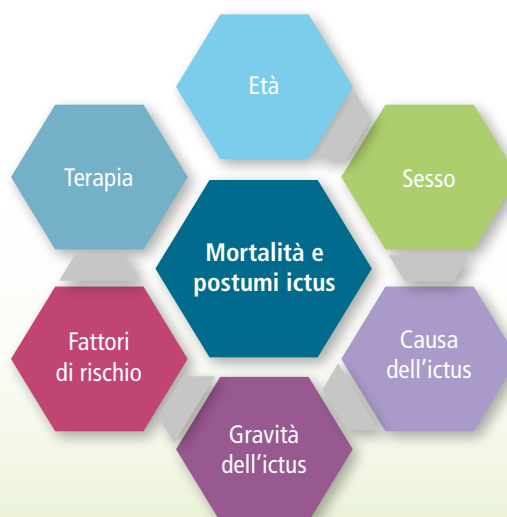 Età
Terapia
Sesso
Mortalità e
postumi ictus
Fattori
di rischio
Causa
dell'ictus
Gravità
dell'ictus